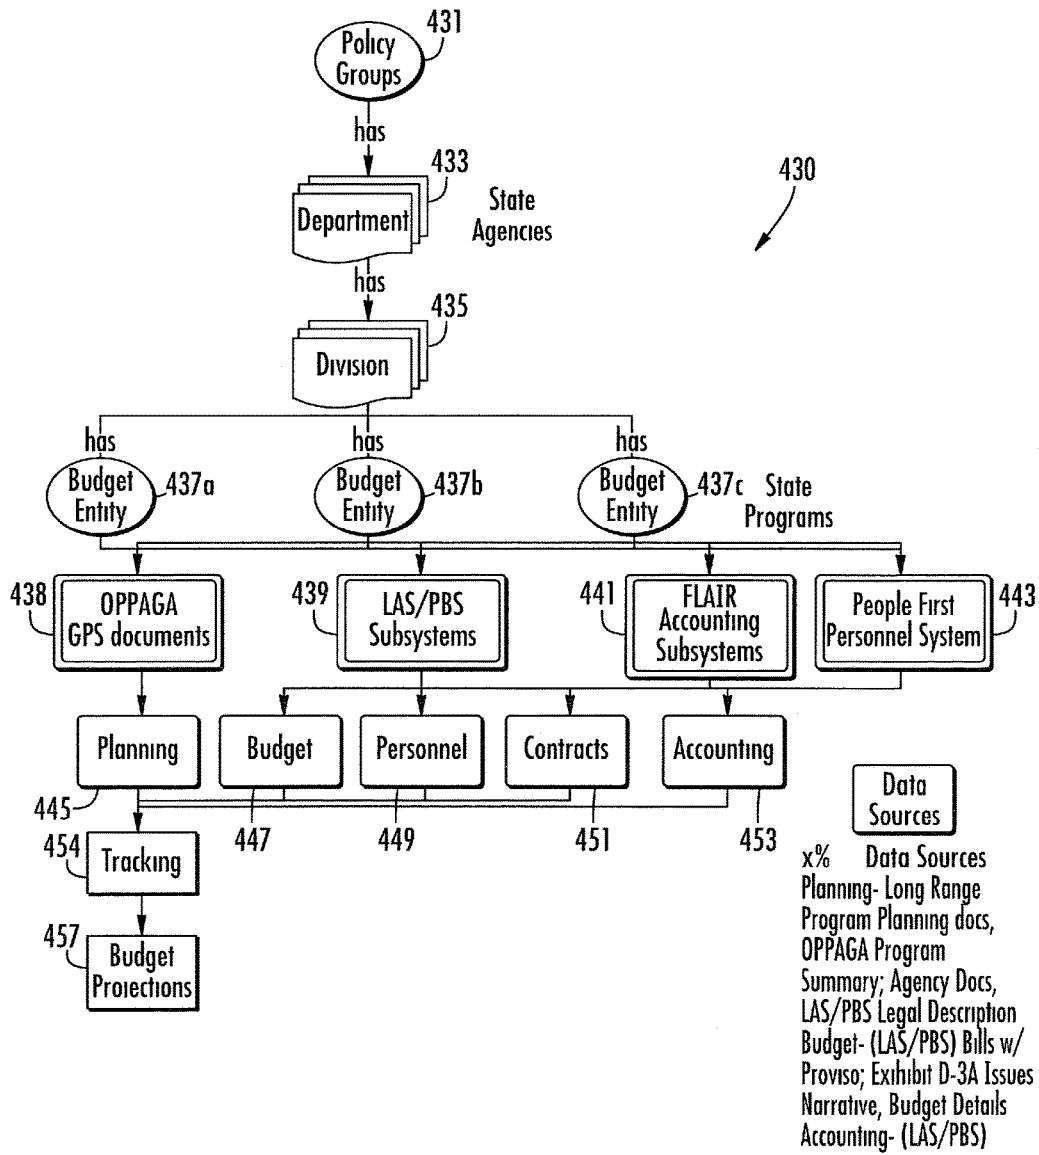 431
Policy
Groups
has
433
Department
State
Agencies
430
has
435
Division
has
has
has
Budget
Entity
437a
Budget
Entity
437b
Budget
Entity
437c
State
Programs
438
OPPAGA
GPS documents
439
LAS/PBS
Subsystems
441
FLAIR
Accounting
Subsystems
People First
Personnel System
443
Planning
Budget
Personnel
Contracts
Accounting
445
447
449
451
453
454
Tracking
457
Budget
Projections
Data
Sources
x% Data Sources
Planning- Long Range
Program Planning docs,
OPPAGA Program
Summary; Agency Docs,
LAS/PBS Legal Description
Budget- (LAS/PBS) Bills w/
Proviso; Exihibit D-3A Issues
Narrative, Budget Details
Accounting- (LAS/PBS)